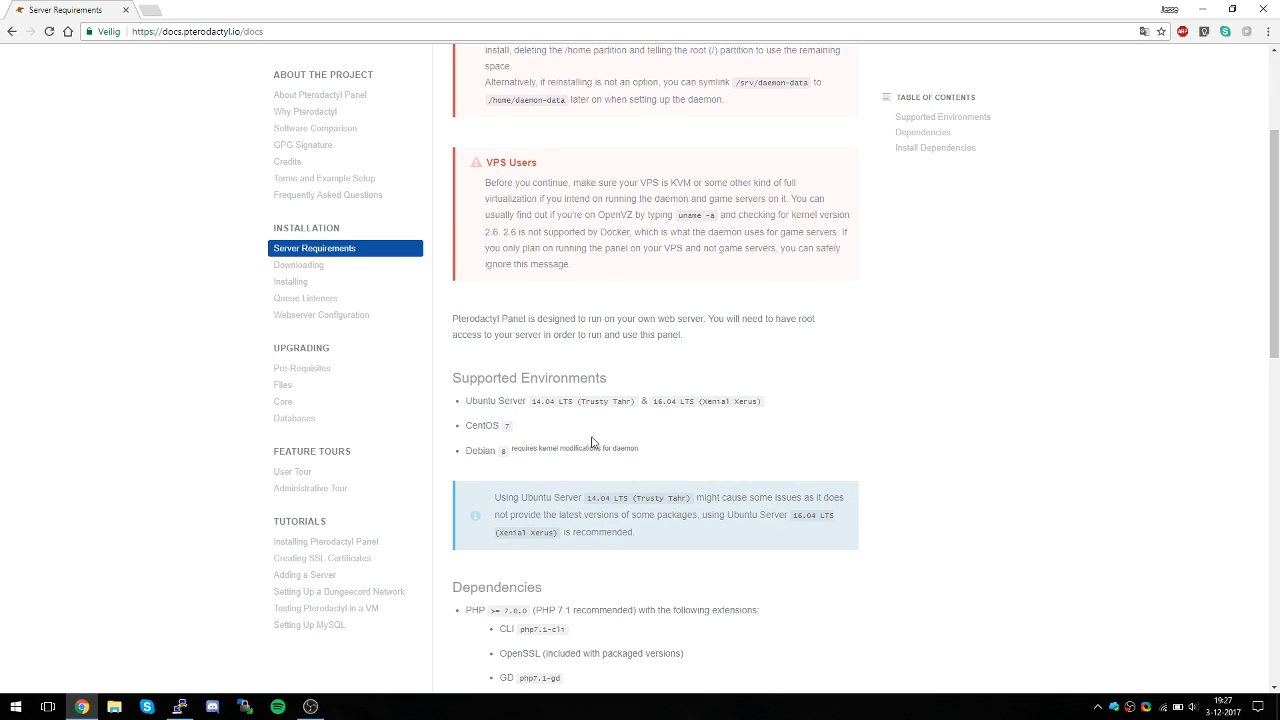 Server Requirements
Jesse
Veilig
https://docs.pterodactyl.io/docs
ABP
ABOUT THE PROJECT
About Pterodactyl Panel
Why Pterodactyl
Software Comparison
GPG Signature
Credits
Terms and Example Setup
Frequently Asked Questions
INSTALLATION
Server Requirements
Downloading
Installing
Queue Listeners
Webserver Configuration
UPGRADING
Pre-Requisites
Files
Core
Databases
FEATURE TOURS
User Tour
Administrative Tour
TUTORIALS
Installing Pterodactyl Panel
Creating SSL Certificates
Adding a Server
Setting Up a Bungeecord Network
Testing Pterodactyl in a VM
Setting Up MySQL
install, deleting the /home partition and telling the root (/) partition to use the remaining
space.
Alternatively, if reinstalling is not an option, you can symlink /srv/daemon-data to
/home/daemon-data later on when setting up the daemon.
VPS Users
Before you continue, make sure your VPS is KVM or some other kind of full
virtualization if you intend on running the daemon and game servers on it. You can
usually find out if you're on OpenVZ by typing uname -a and checking for kernel version
2.6. 2.6 is not supported by Docker, which is what the daemon uses for game servers. If
you only plan on running the panel on your VPS and not game servers, you can safely
ignore this message.
Pterodactyl Panel is designed to run on your own web server. You will need to have root
access to your server in order to run and use this panel.
Supported Environments
Ubuntu Server 14.04 LTS (Trusty Tahr) & 16.04 LTS (Xenial Xerus)
CentOS 7
Debian 8 requires kernel modifications for daemon
Using Ubuntu Server 14.04 LTS (Trusty Tahr) might cause some issues as it does
not provide the latest versions of some packages, using Ubuntu Server 16.04 LTS
(Xenial Xerus) is recommended.
Dependencies
PHP >= 7.0.0 (PHP 7.1 recommended) with the following extensions:
CLI php7.1-cli
OpenSSL (included with packaged versions)
GD php7.1-gd
TABLE OF CONTENTS
Supported Environments
Dependencies
Install Dependencies
19:27
3-12-2017